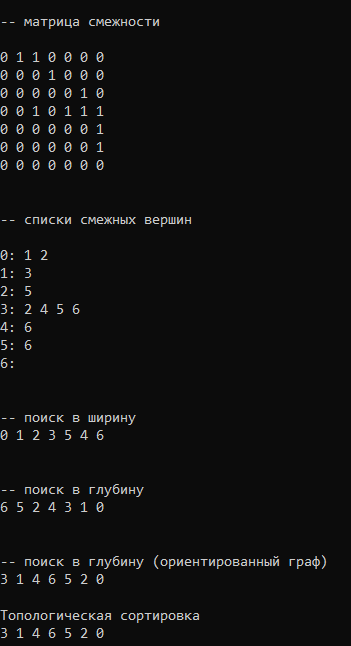 -- матрица смежности
0 1 1 0 0 0 0
0 0 0 1 0 0 0
0 0 0 0 0 1 0
0 0 1 0 1 1 1
0 0 0 0 0 0 1
0 0 0 0 0 0 1
0 0 0 0 0 0 0
-- списки смежных вершин
0: 1 2
1: 3
2: 5
3: 2 4 5 6
4: 6
5: 6
6:
-- поиск в ширину
0 1 2 3 5 4 6
-- поиск в глубину
6 5 2 4 3 1 0
-- поиск в глубину (ориентированный граф)
3 1 4 6 5 2 0
Топологическая сортировка
3 1 4 6 5 2 0